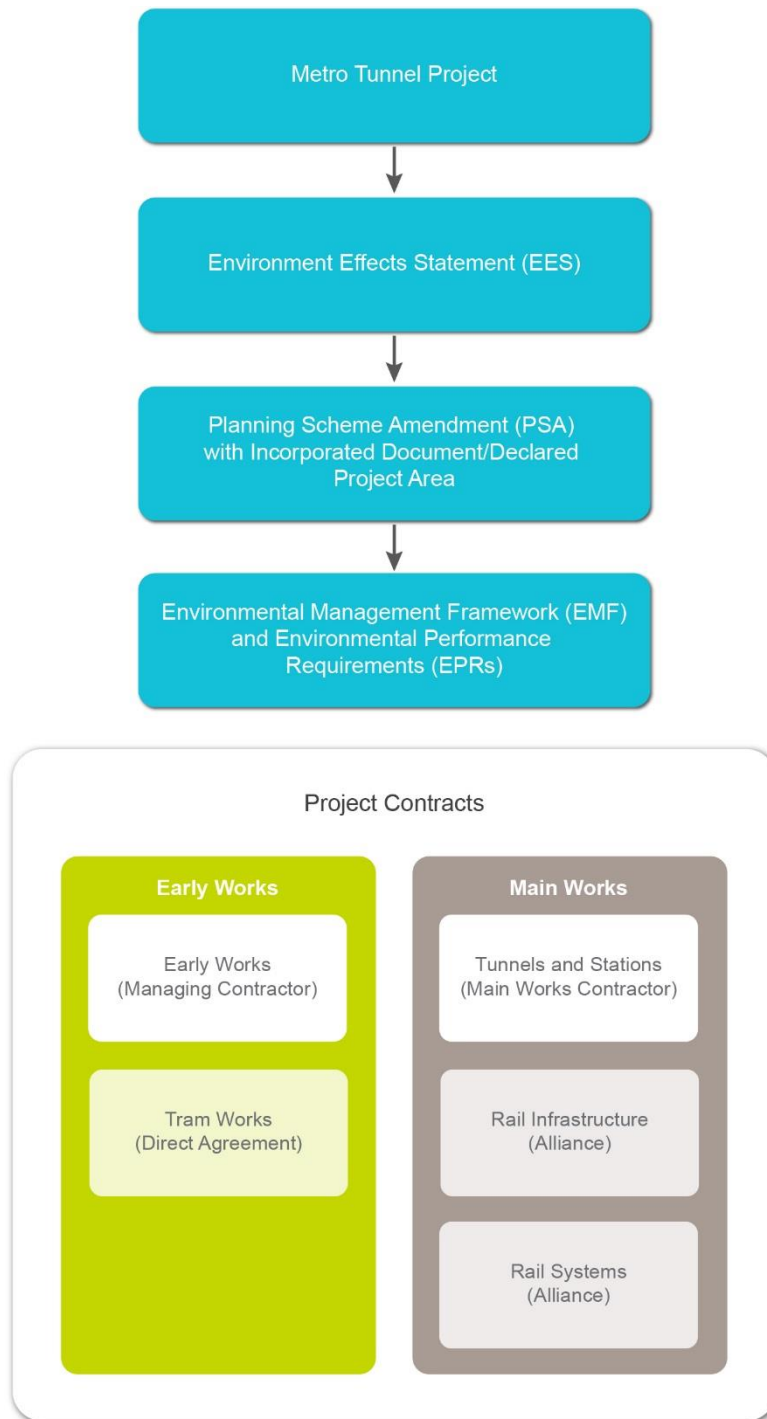 Metro Tunnel Project
Environment Effects Statement (EES)
Planning Scheme Amendment (PSA)
with Incorporated Document/Declared
Project Area
Environmental Management Framework (EMF)
and Environmental Performance
Requirements (EPRs)
Project Contracts
Early Works
Early Works
(Managing Contractor)
Tram Works
(Direct Agreement)
Main Works
Tunnels and Stations
(Main Works Contractor)
Rail Infrastructure
(Alliance)
Rail Systems
(Alliance)